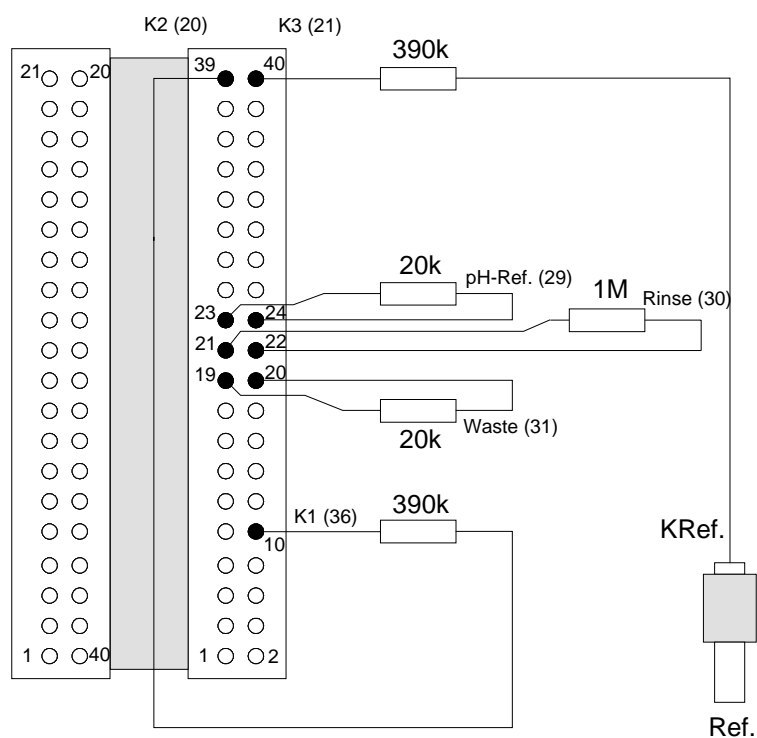 K2 (20)
K3 (21)
390k
21
20
39
40
20k
pH-Ref. (29)
1M
Rinse (30)
23
24
21
22
19
20
Waste (31)
20k
390k
K1 (36)
10
KRef.
1
40
1
2
Ref.